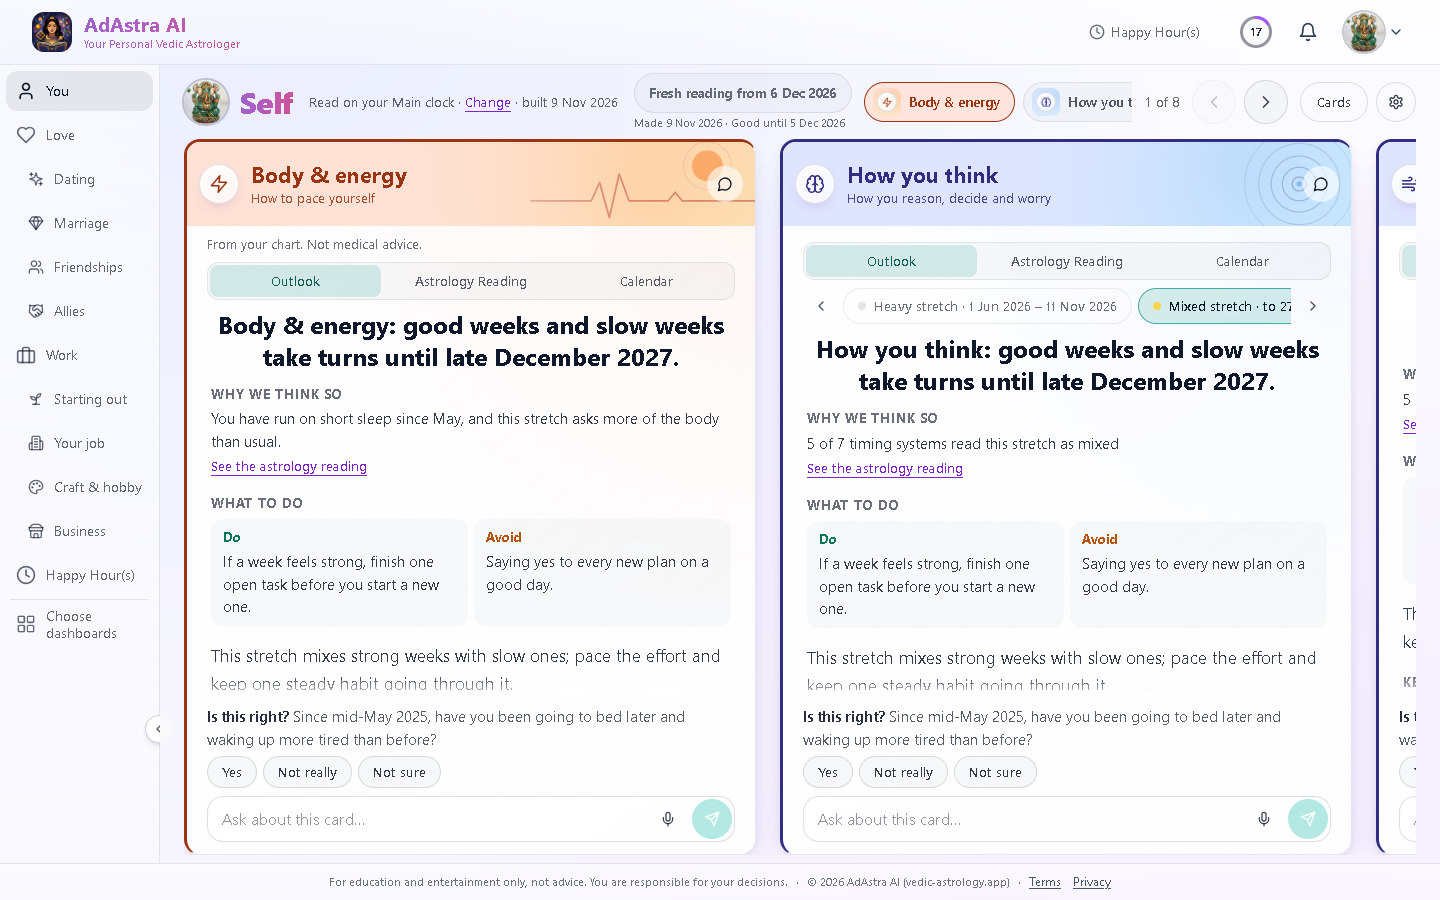 AdAstra AI
Your Personal Vedic Astrologer
Happy Hour(s)
17
You
Love
Dating
Marriage
Friendships
Allies
Work
Starting out
Your job
Craft & hobby
Business
Happy Hour(s)
Choose
dashboards
Self
Read on your Main clock · Change · built 9 Nov 2026
Fresh reading from 6 Dec 2026
Made 9 Nov 2026 · Good until 5 Dec 2026
Body & energy
How you t
1 of 8
Cards
Body & energy
How to pace yourself
From your chart. Not medical advice.
Outlook
Astrology Reading
Calendar
Body & energy: good weeks and slow weeks
take turns until late December 2027.
WHY WE THINK SO
You have run on short sleep since May, and this stretch asks more of the body
than usual.
See the astrology reading
WHAT TO DO
Do
If a week feels strong, finish one
open task before you start a new
one.
Avoid
Saying yes to every new plan on a
good day.
This stretch mixes strong weeks with slow ones; pace the effort and
keep one steady habit going through it.
Is this right? Since mid-May 2025, have you been going to bed later and
waking up more tired than before?
Yes
Not really
Not sure
Ask about this card...
How you think
How you reason, decide and worry
Outlook
Astrology Reading
Calendar
Heavy stretch · 1 Jun 2026 – 11 Nov 2026
Mixed stretch · to 27
How you think: good weeks and slow weeks
take turns until late December 2027.
WHY WE THINK SO
5 of 7 timing systems read this stretch as mixed
See the astrology reading
WHAT TO DO
Do
If a week feels strong, finish one
open task before you start a new
one.
Avoid
Saying yes to every new plan on a
good day.
This stretch mixes strong weeks with slow ones; pace the effort and
keep one steady habit going through it.
Is this right? Since mid-May 2025, have you been going to bed later and
waking up more tired than before?
Yes
Not really
Not sure
Ask about this card...
5
Se
Th
ke
Is t
wa
For education and entertainment only, not advice. You are responsible for your decisions. · © 2026 AdAstra AI (vedic-astrology.app) · Terms Privacy